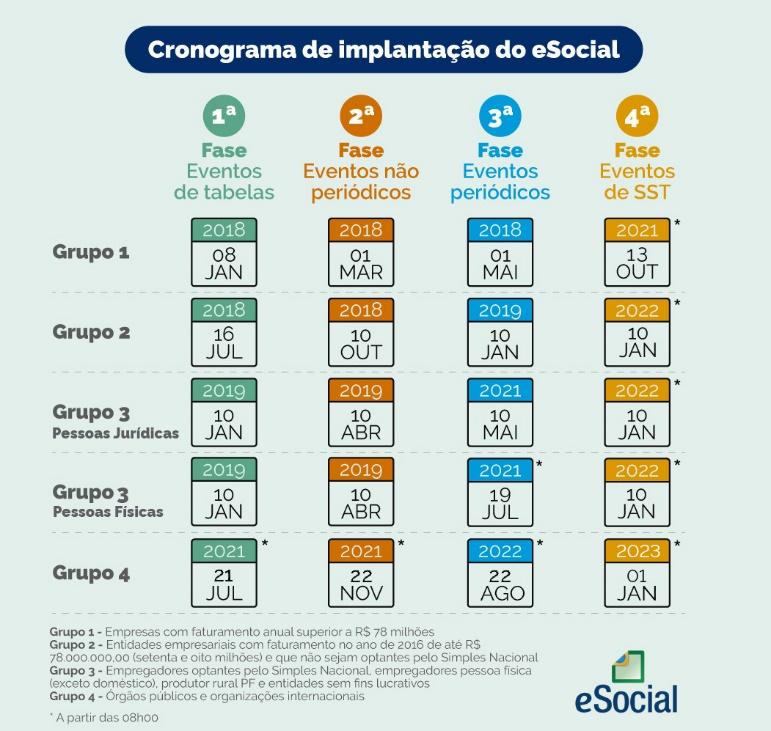 Cronograma de implantação do eSocial
1ª
2ª
3ª
4ª
Fase
Eventos
de tabelas
Fase
Eventos não
periódicos
Fase
Eventos
periódicos
Fase
Eventos
de SST
Grupo 1
2018
08
JAN
2018
01
MAR
2018
01
MAI
2021 *
13
OUT
Grupo 2
2018
16
JUL
2018
10
OUT
2019
10
JAN
2022 *
10
JAN
Grupo 3
Pessoas Jurídicas
2019
10
JAN
2019
10
ABR
2021
10
MAI
2022 *
10
JAN
Grupo 3
Pessoas Físicas
2019
10
JAN
2019
10
ABR
2021 *
19
JUL
2022 *
10
JAN
Grupo 4
2021 *
21
JUL
2021 *
22
NOV
2022 *
22
AGO
2023 *
01
JAN
Grupo 1 - Empresas com faturamento anual superior a R$ 78 milhões
Grupo 2 - Entidades empresariais com faturamento no ano de 2016 de até R$
78.000.000,00 (setenta e oito milhões) e que não sejam optantes pelo Simples Nacional
Grupo 3 - Empregadores optantes pelo Simples Nacional, empregadores pessoa física
(exceto doméstico), produtor rural PF e entidades sem fins lucrativos
Grupo 4 - Órgãos públicos e organizações internacionais
* A partir das 08h00
eSocial